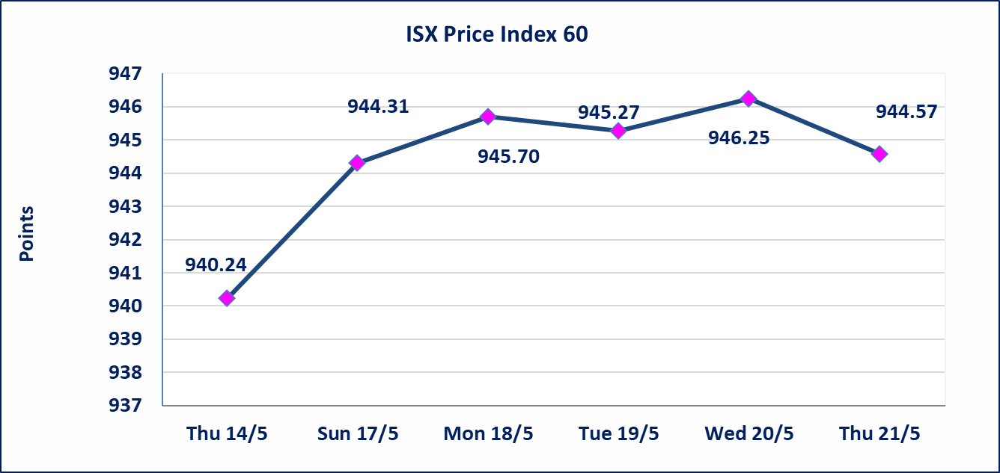 ISX Price Index 60
Points
947
946
945
944
943
942
941
940
939
938
937
940.24
944.31
945.70
945.27
946.25
944.57
Thu 14/5
Sun 17/5
Mon 18/5
Tue 19/5
Wed 20/5
Thu 21/5